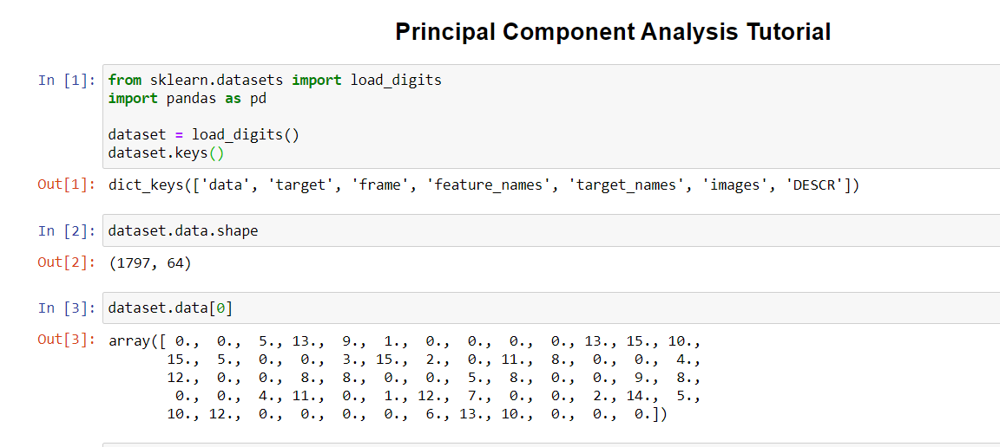 Principal Component Analysis Tutorial
In [1]: from sklearn.datasets import load_digits
import pandas as pd
dataset = load_digits()
dataset.keys()
Out[1]: dict_keys(['data', 'target', 'frame', 'feature_names', 'target_names', 'images', 'DESCR'])
In [2]: dataset.data.shape
Out[2]: (1797, 64)
In [3]: dataset.data[0]
Out[3]: array([ 0., 0., 5., 13., 9., 1., 0., 0., 0., 0., 13., 15., 10.,
15., 5., 0., 0., 3., 15., 2., 0., 11., 8., 0., 0., 4.,
12., 0., 0., 8., 8., 0., 0., 5., 8., 0., 0., 9., 8.,
0., 0., 4., 11., 0., 1., 12., 7., 0., 0., 2., 14., 5.,
10., 12., 0., 0., 0., 0., 6., 13., 10., 0., 0., 0.])